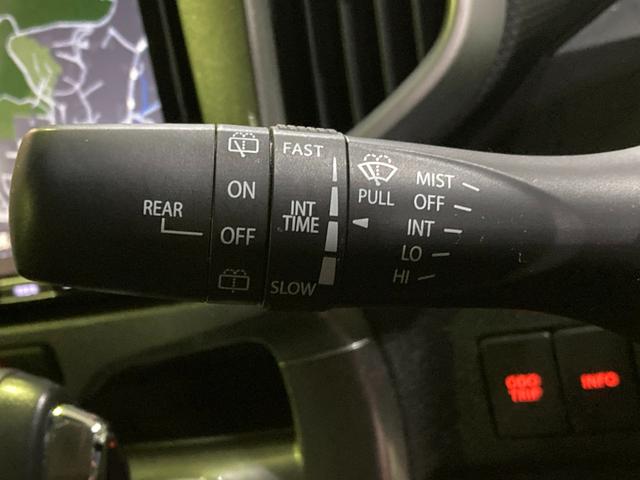 REAR
ON
OFF
FAST
INT
TIME
SLOW
PULL
MIST
OFF
INT
LO
HI
ODO
TRIP
INFO